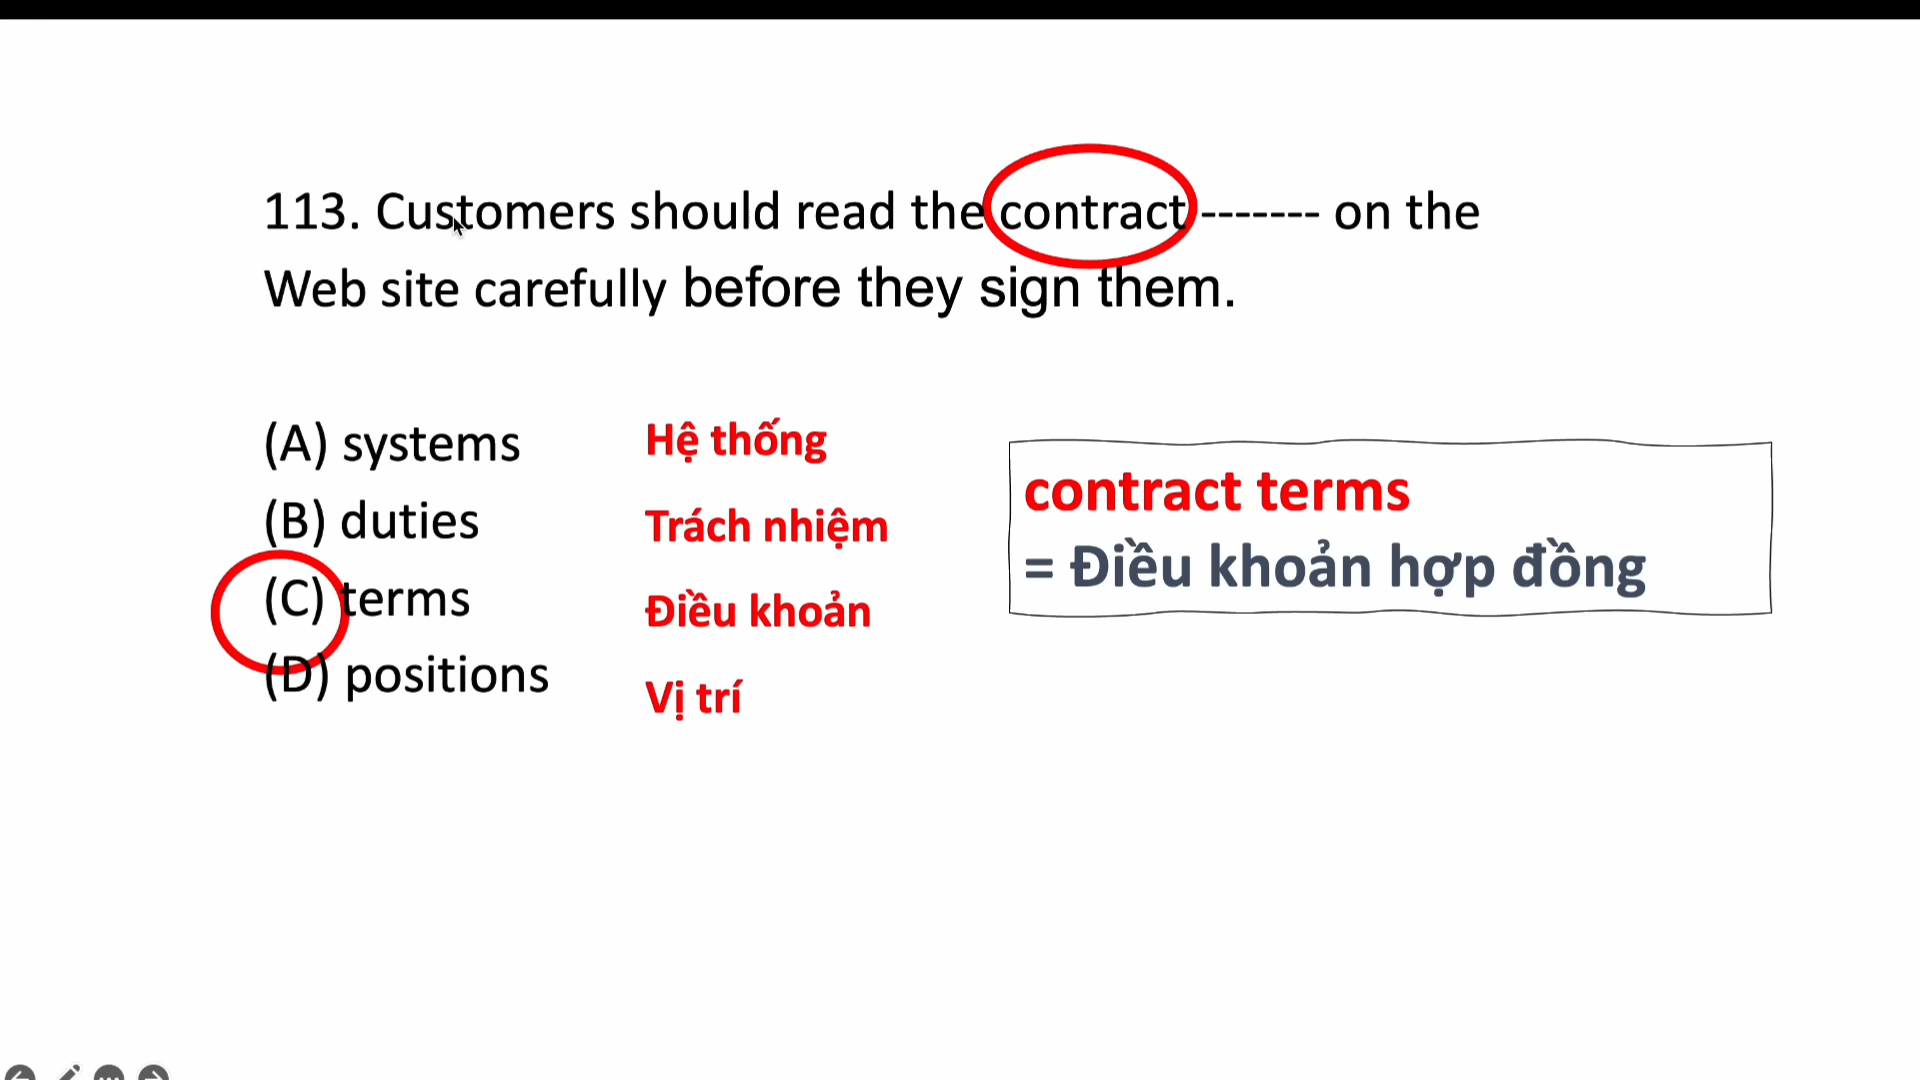 113. Customers should read the contract ------- on the
Web site carefully before they sign them.
(A) systems
(B) duties
(C) terms
(D) positions
Hệ thống
Trách nhiệm
Điều khoản
Vị trí
contract terms
= Điều khoản hợp đồng